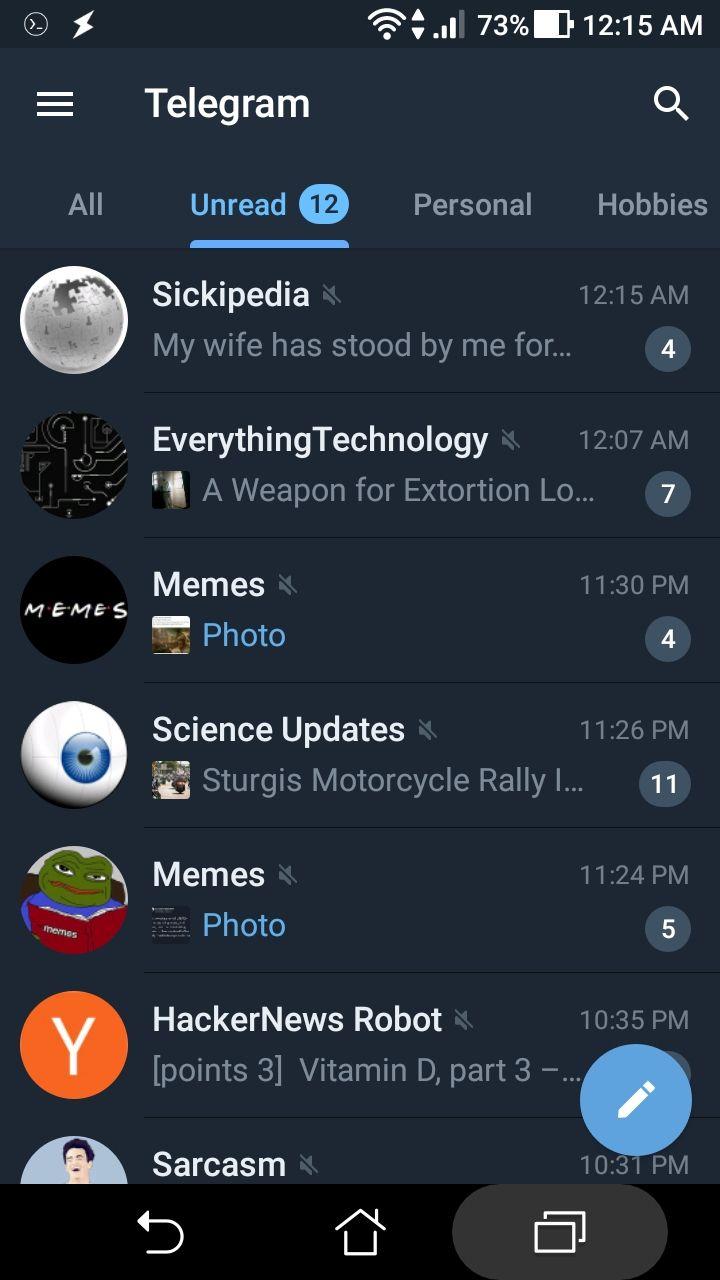 73% 12:15 AM
Telegram
All Unread 12 Personal Hobbies
Sickipedia 12:15 AM
My wife has stood by me for... 4
EverythingTechnology 12:07 AM
A Weapon for Extortion Lo... 7
M·E·M·E·S
Memes 11:30 PM
Photo 4
Science Updates 11:26 PM
Sturgis Motorcycle Rally I... 11
memes
Memes 11:24 PM
Photo 5
Y
HackerNews Robot 10:35 PM
[points 3] Vitamin D, part 3 –...
Sarcasm 10:31 PM